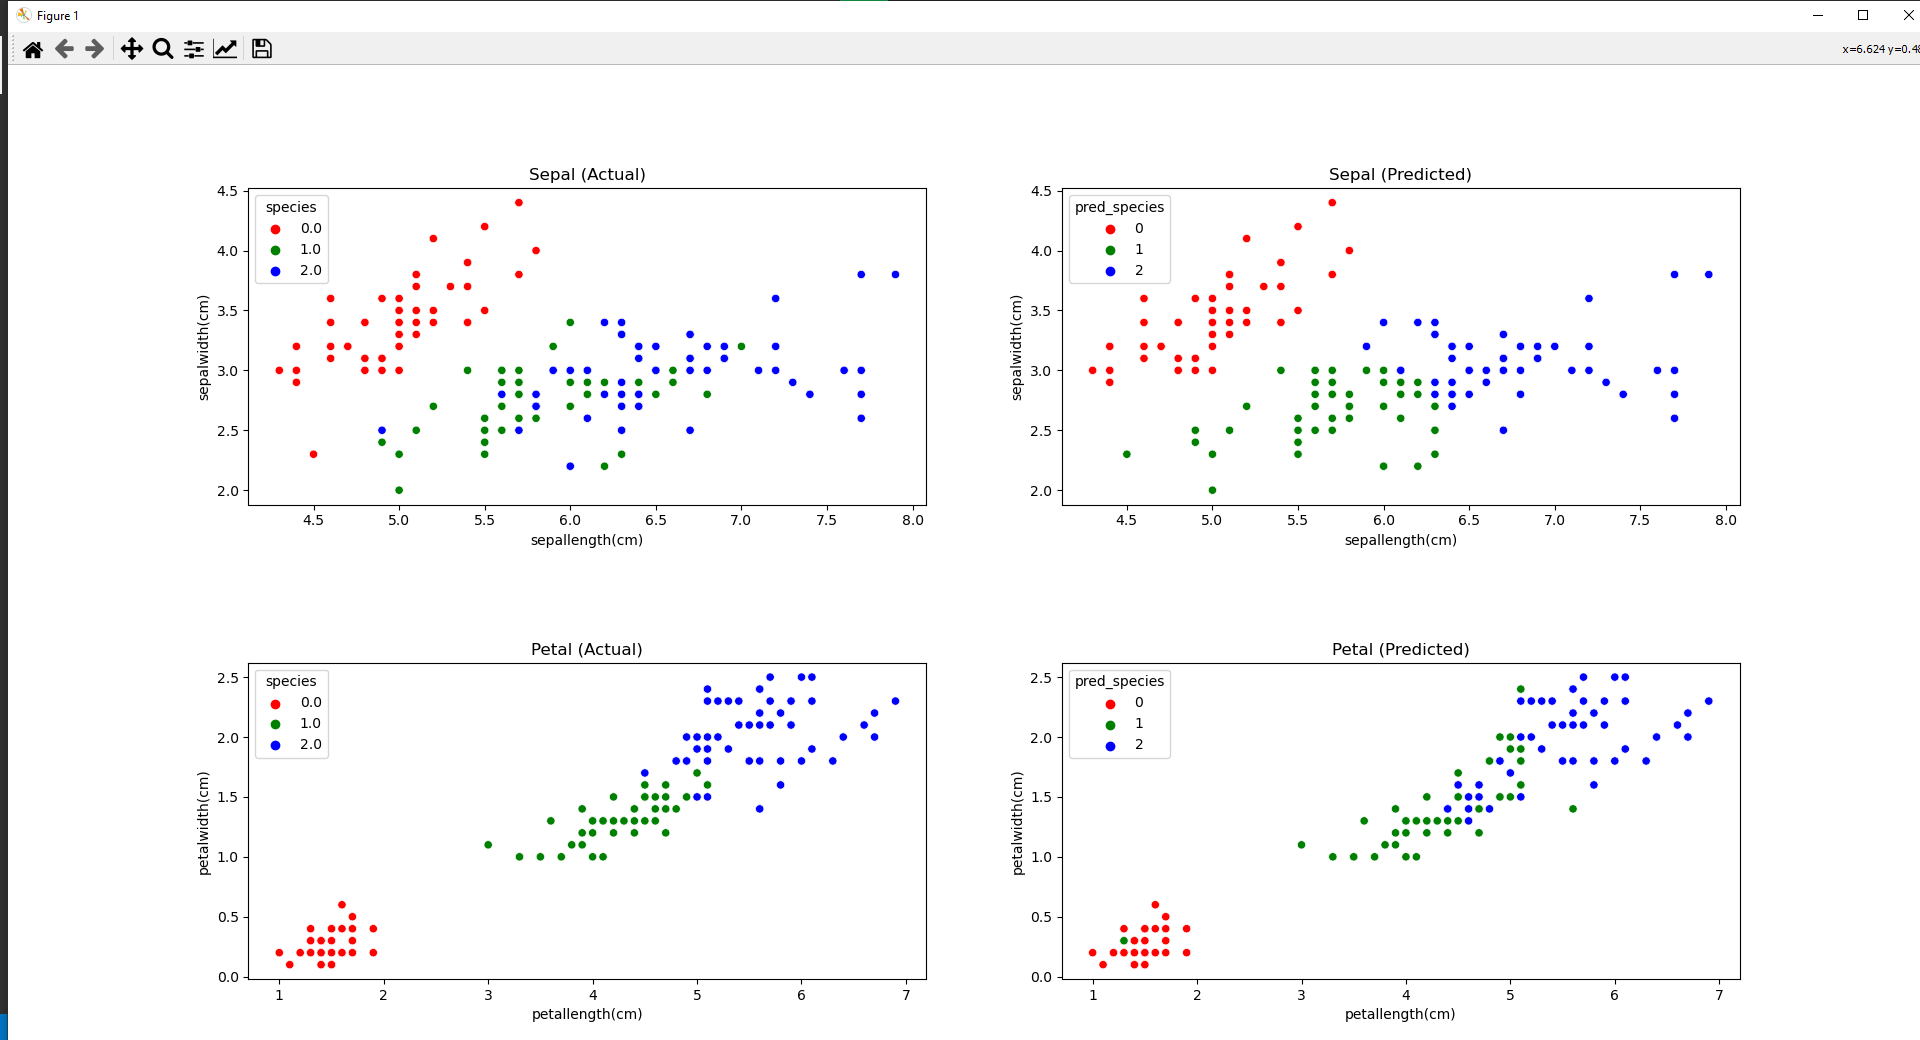 Figure 1
x=6.624 y=0.48
Sepal (Actual)
4.5
4.0
3.5
3.0
2.5
2.0
sepalwidth(cm)
species
0.0
1.0
2.0
4.5 5.0 5.5 6.0 6.5 7.0 7.5 8.0
sepallength(cm)
Sepal (Predicted)
4.5
4.0
3.5
3.0
2.5
2.0
sepalwidth(cm)
pred_species
0
1
2
4.5 5.0 5.5 6.0 6.5 7.0 7.5 8.0
sepallength(cm)
Petal (Actual)
2.5
2.0
1.5
1.0
0.5
0.0
petalwidth(cm)
species
0.0
1.0
2.0
1 2 3 4 5 6 7
petallength(cm)
Petal (Predicted)
2.5
2.0
1.5
1.0
0.5
0.0
petalwidth(cm)
pred_species
0
1
2
1 2 3 4 5 6 7
petallength(cm)